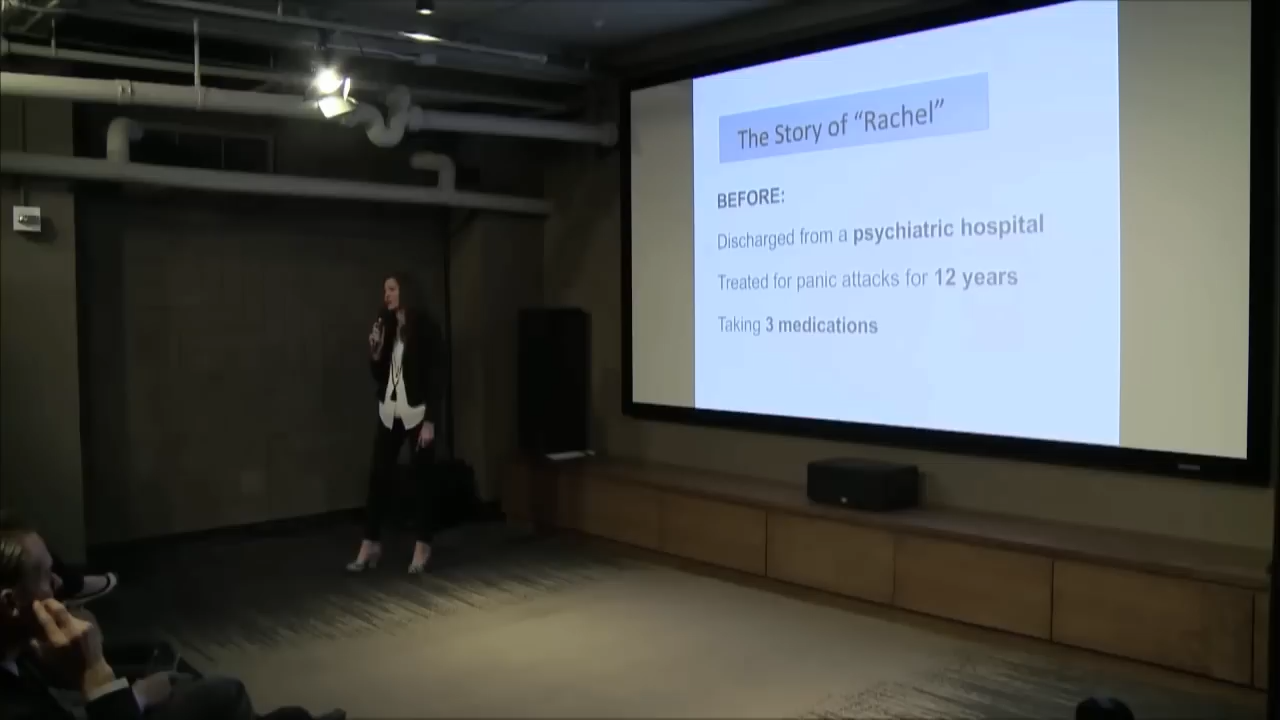 The Story of “Rachel”
BEFORE:
Discharged from a psychiatric hospital
Treated for panic attacks for 12 years
Taking 3 medications